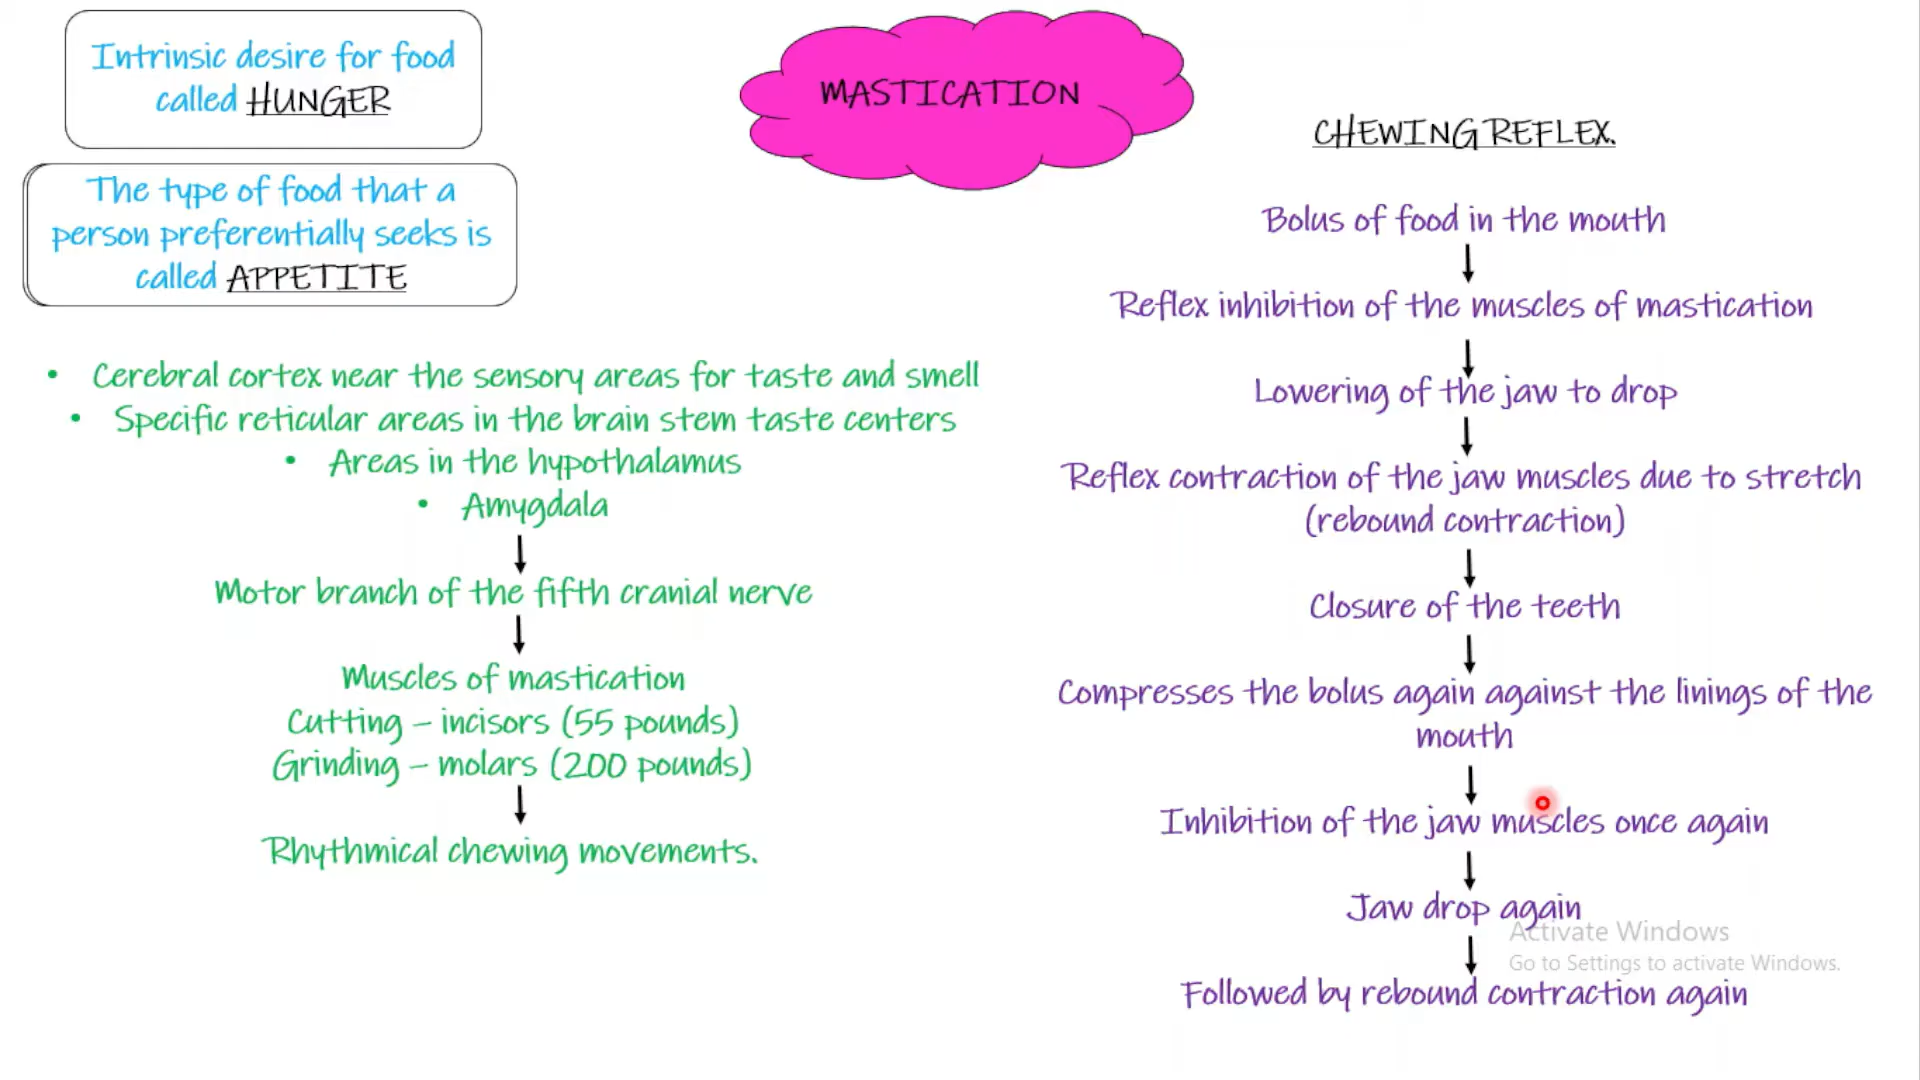 Intrinsic desire for food
called HUNGER
The type of food that a
person preferentially seeks is
called APPETITE
MASTICATION
• Cerebral cortex near the sensory areas for taste and smell
• Specific reticular areas in the brain stem taste centers
• Areas in the hypothalamus
• Amygdala
Motor branch of the fifth cranial nerve
Muscles of mastication
Cutting – incisors (55 pounds)
Grinding – molars (200 pounds)
Rhythmical chewing movements.
CHEWING REFLEX.
Bolus of food in the mouth
Reflex inhibition of the muscles of mastication
Lowering of the jaw to drop
Reflex contraction of the jaw muscles due to stretch
(rebound contraction)
Closure of the teeth
Compresses the bolus again against the linings of the
mouth
Inhibition of the jaw muscles once again
Jaw drop again
Followed by rebound contraction again
Activate Windows
Go to Settings to activate Windows.